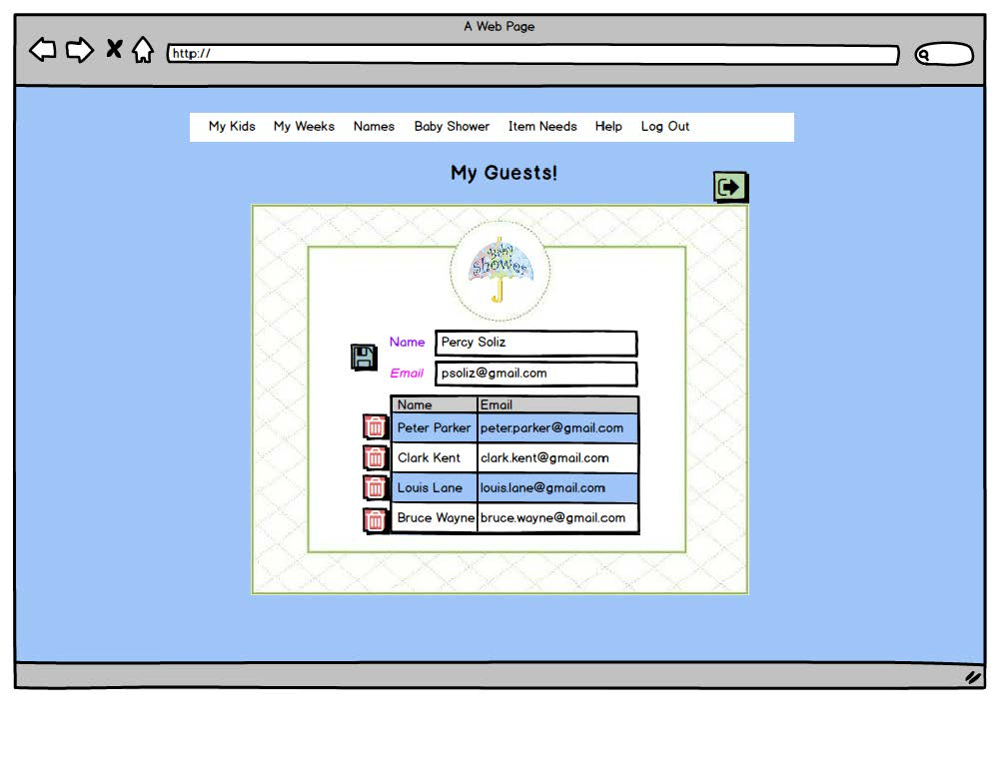 A Web Page
http://
My Kids My Weeks Names Baby Shower Item Needs Help Log Out
My Guests!
Baby
Shower
Name Percy Soliz
Email psoliz@gmail.com
Name Email
Peter Parker peter.parker@gmail.com
Clark Kent clark.kent@gmail.com
Louis Lane louis.lane@gmail.com
Bruce Wayne bruce.wayne@gmail.com